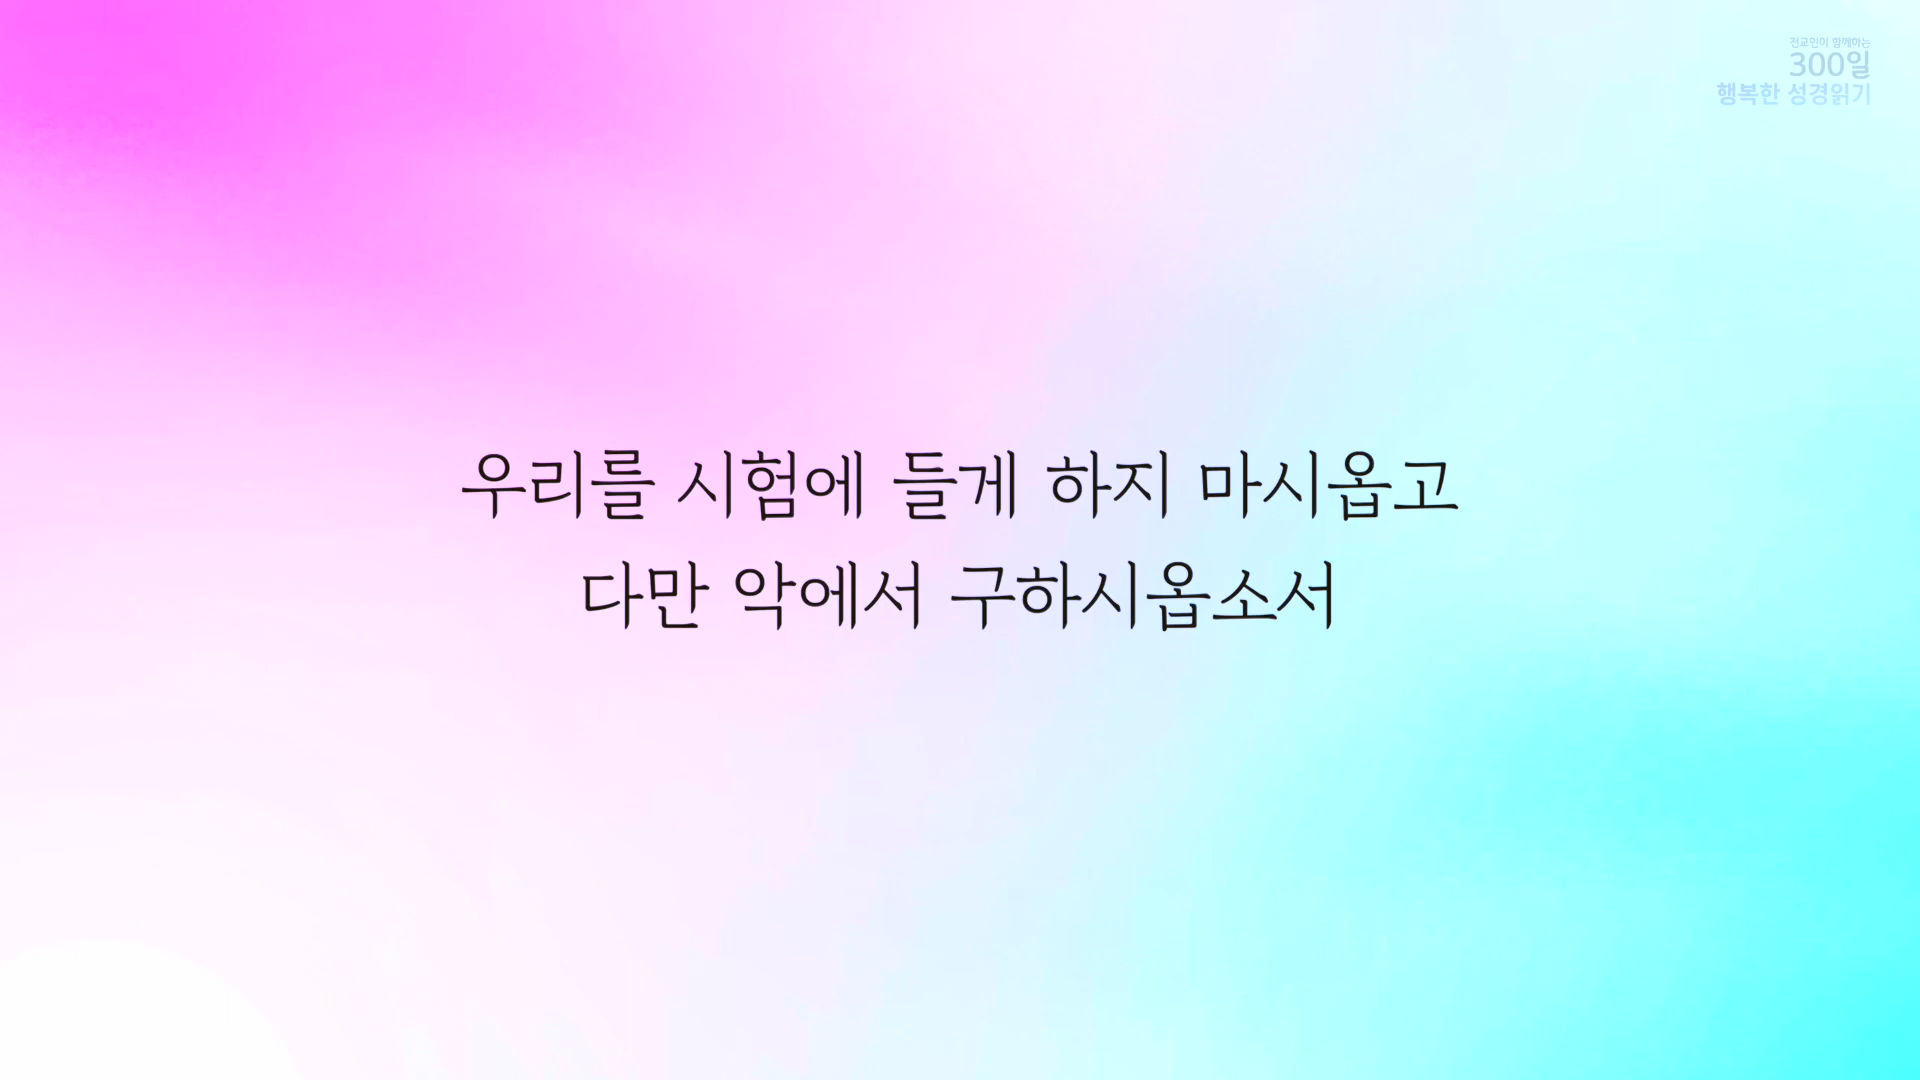 전교인이 함께하는
300일
행복한 성경읽기
우리를 시험에 들게 하지 마시옵고
다만 악에서 구하시옵소서